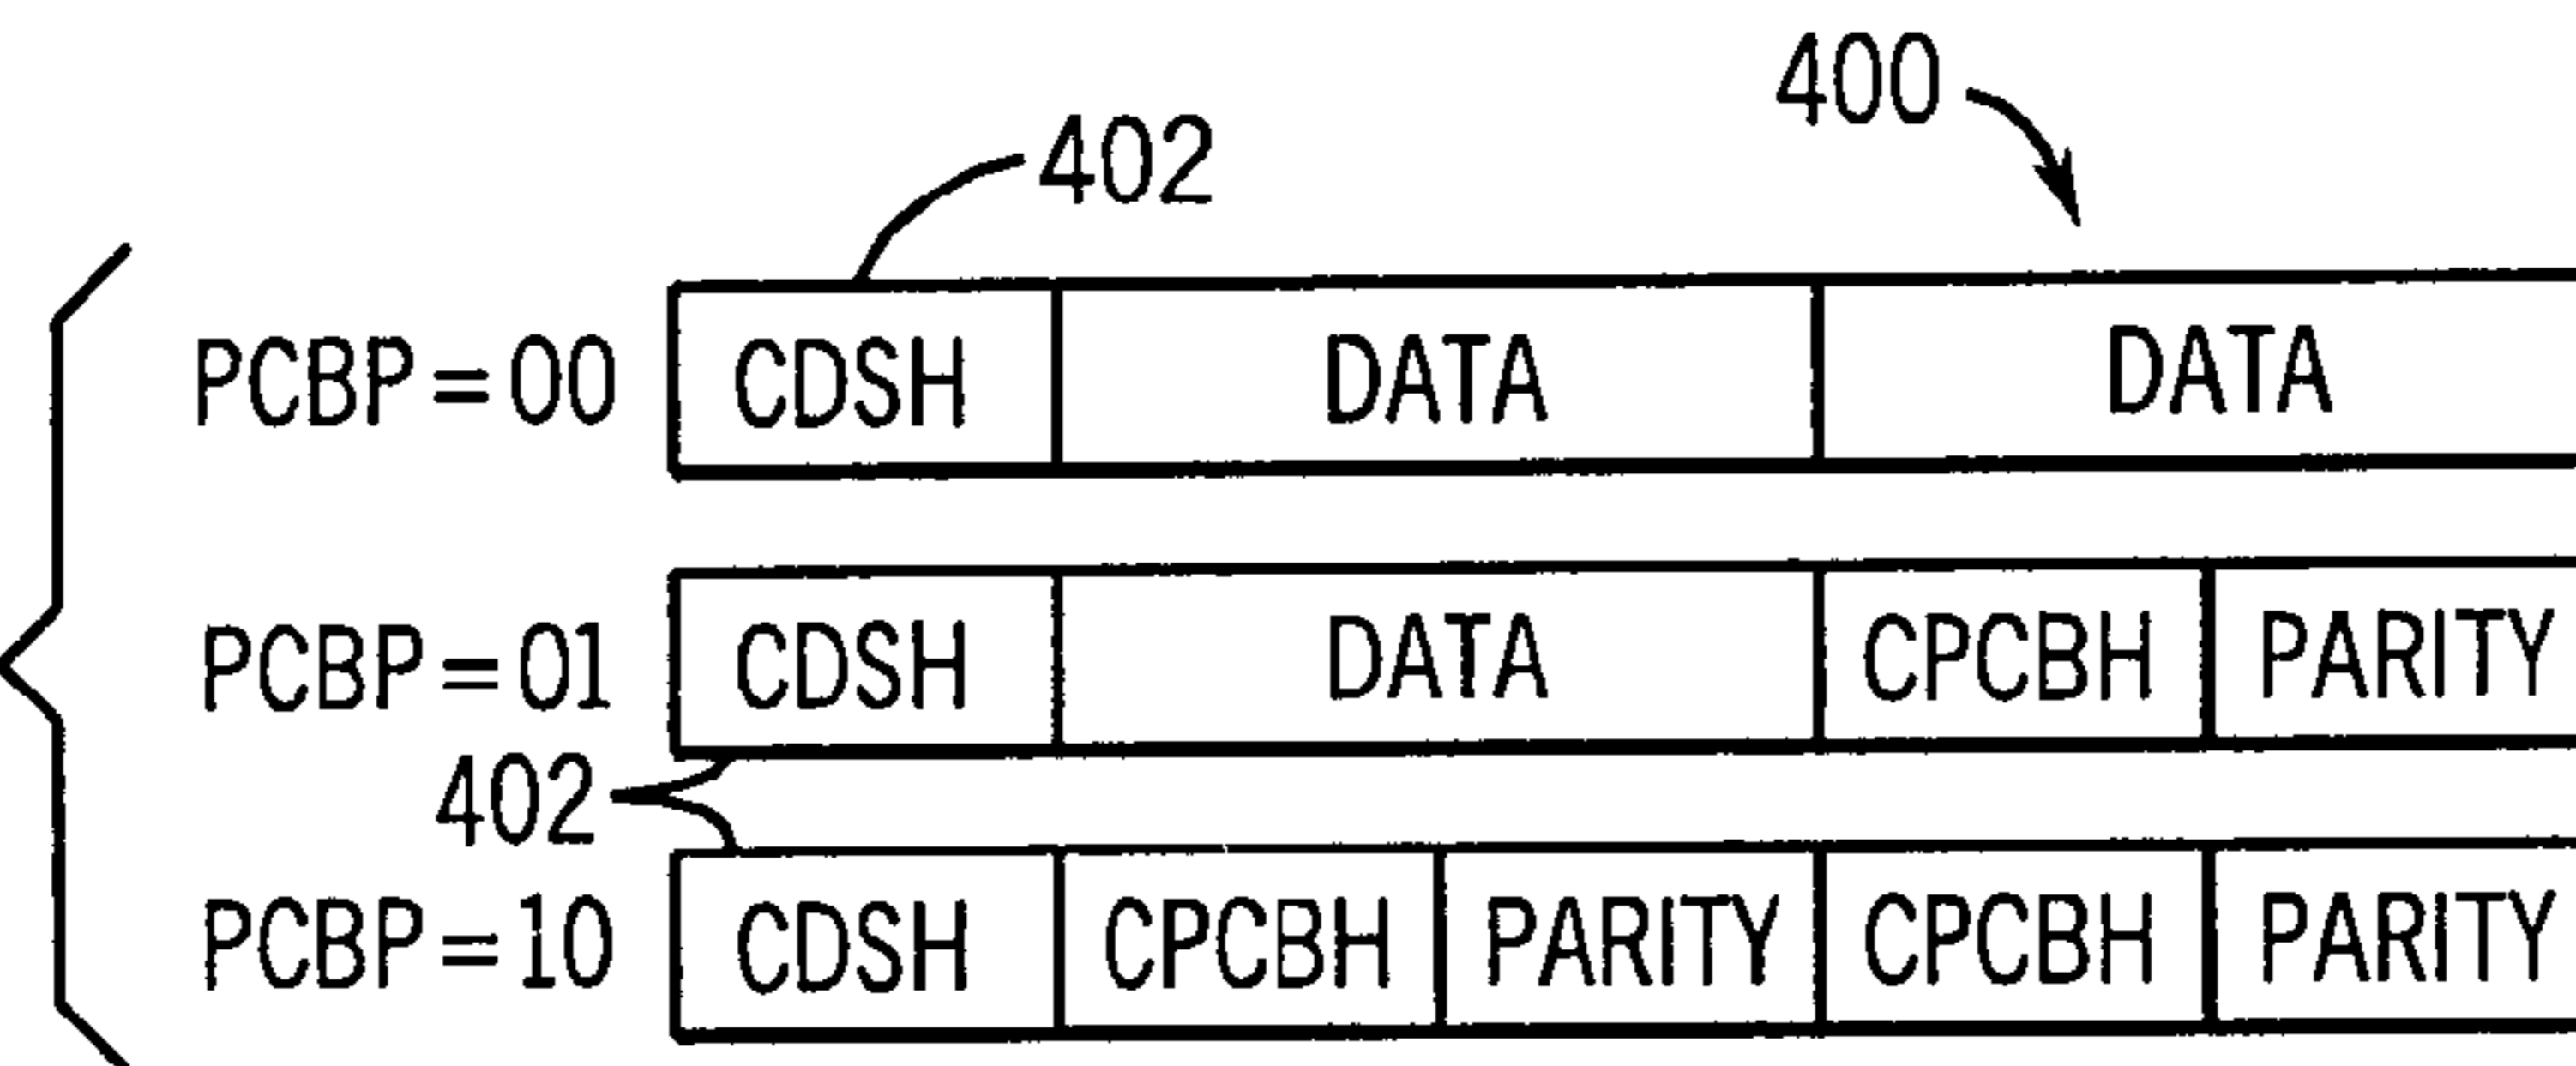 400
402
PCBP=00 CDSH DATA DATA
PCBP=01 CDSH DATA CPCBH PARITY
402
PCBP=10 CDSH CPCBH PARITY CPCBH PARITY